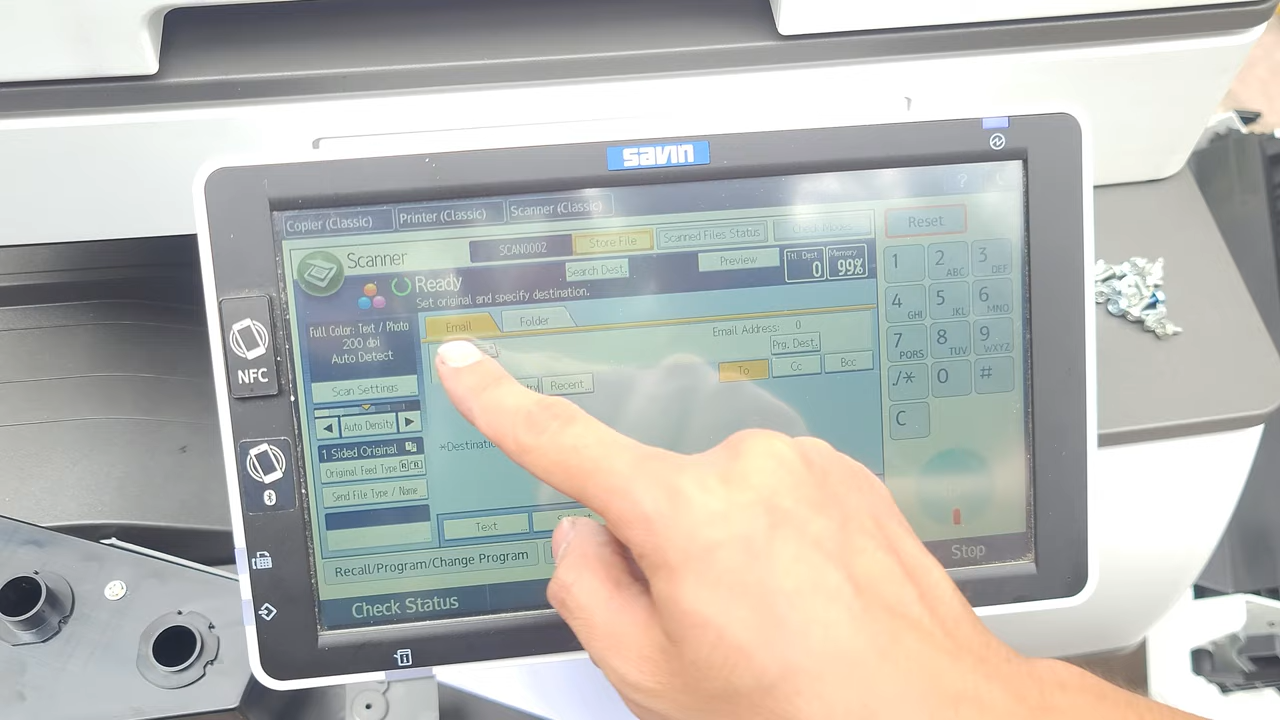 savin
Copier (Classic)
Printer (Classic)
Scanner (Classic)
?
Scanner
SCAN0002
Store File
Scanned Files Status
Check Modes
Reset
Ready
Search Dest.
Preview
Ttl. Dest.
0
Memory
99%
Set original and specify destination.
Full Color: Text / Photo
200 dpi
Auto Detect
Email
Folder
Email Address: 0
Prg. Dest.
To
Cc
Bcc
Recent
Scan Settings
Auto Density
1 Sided Original
Original Feed Type
Send File Type / Name
*Destinatio
Text
Recall/Program/Change Program
Check Status
Stop
1
2 ABC
3 DEF
4 GHI
5 JKL
6 MNO
7 PQRS
8 TUV
9 WXYZ
./*
0
#
C
NFC